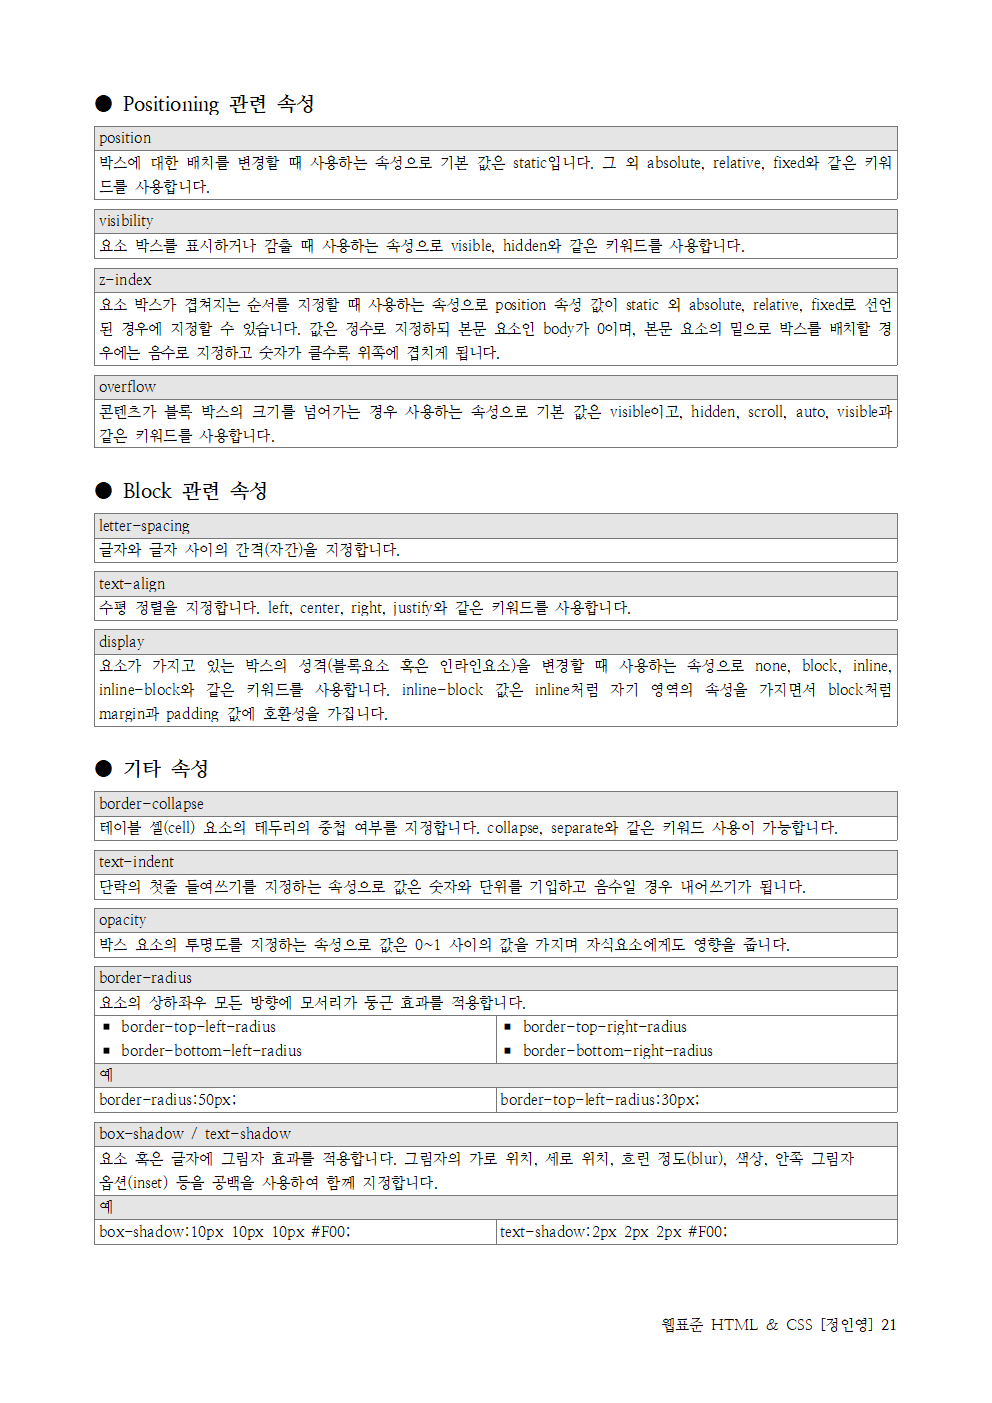 ● Positioning 관련 속성
position
박스에 대한 배치를 변경할 때 사용하는 속성으로 기본 값은 static입니다. 그 외 absolute, relative, fixed와 같은 키워
드를 사용합니다.
visibility
요소 박스를 표시하거나 감출 때 사용하는 속성으로 visible, hidden와 같은 키워드를 사용합니다.
z-index
요소 박스가 겹쳐지는 순서를 지정할 때 사용하는 속성으로 position 속성 값이 static 외 absolute, relative, fixed로 선언
된 경우에 지정할 수 있습니다. 값은 정수로 지정하되 본문 요소인 body가 0이며, 본문 요소의 밑으로 박스를 배치할 경
우에는 음수로 지정하고 숫자가 클수록 위쪽에 겹치게 됩니다.
overflow
콘텐츠가 블록 박스의 크기를 넘어가는 경우 사용하는 속성으로 기본 값은 visible이고, hidden, scroll, auto, visible과
같은 키워드를 사용합니다.
● Block 관련 속성
letter-spacing
글자와 글자 사이의 간격(자간)을 지정합니다.
text-align
수평 정렬을 지정합니다. left, center, right, justify와 같은 키워드를 사용합니다.
display
요소가 가지고 있는 박스의 성격(블록요소 혹은 인라인요소)을 변경할 때 사용하는 속성으로 none, block, inline,
inline-block와 같은 키워드를 사용합니다. inline-block 값은 inline처럼 자기 영역의 속성을 가지면서 block처럼
margin과 padding 값에 호환성을 가집니다.
● 기타 속성
border-collapse
테이블 셀(cell) 요소의 테두리의 중첩 여부를 지정합니다. collapse, separate와 같은 키워드 사용이 가능합니다.
text-indent
단락의 첫줄 들여쓰기를 지정하는 속성으로 값은 숫자와 단위를 기입하고 음수일 경우 내어쓰기가 됩니다.
opacity
박스 요소의 투명도를 지정하는 속성으로 값은 0~1 사이의 값을 가지며 자식요소에게도 영향을 줍니다.
border-radius
요소의 상하좌우 모든 방향에 모서리가 둥근 효과를 적용합니다.
▪ border-top-left-radius
▪ border-bottom-left-radius
▪ border-top-right-radius
▪ border-bottom-right-radius
예
border-radius:50px;
border-top-left-radius:30px;
box-shadow / text-shadow
요소 혹은 글자에 그림자 효과를 적용합니다. 그림자의 가로 위치, 세로 위치, 흐린 정도(blur), 색상, 안쪽 그림자
옵션(inset) 등을 공백을 사용하여 함께 지정합니다.
예
box-shadow:10px 10px 10px #F00;
text-shadow:2px 2px 2px #F00;
웹표준 HTML & CSS [정인영] 21